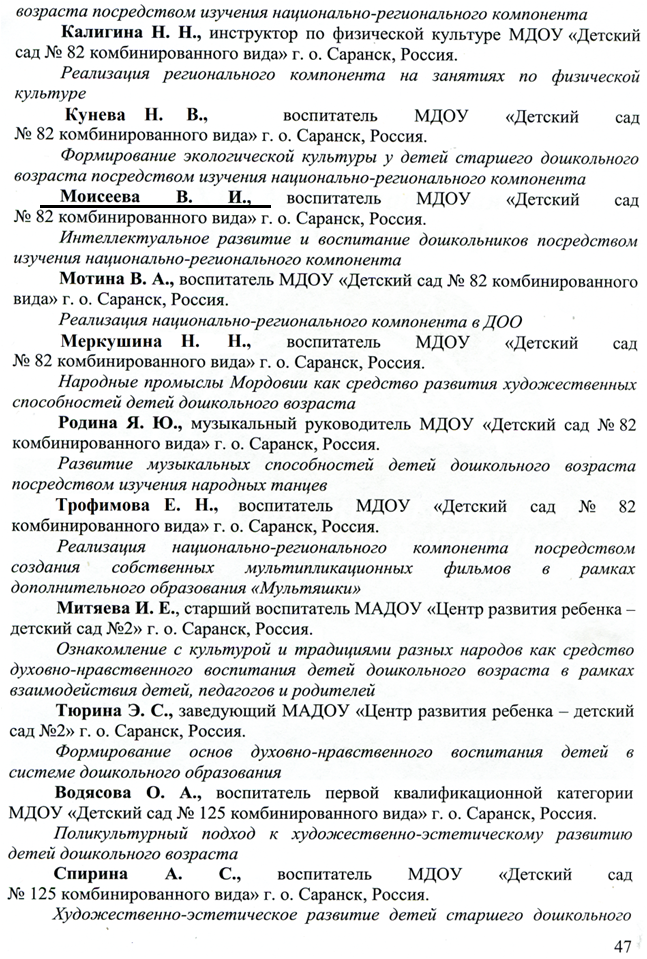 возраста посредством изучения национально-регионального компонента
Калигина Н. Н., инструктор по физической культуре МДОУ «Детский
сад № 82 комбинированного вида» г. о. Саранск, Россия.
Реализация регионального компонента на занятиях по физической
культуре
Кунева Н. В., воспитатель МДОУ «Детский сад
№ 82 комбинированного вида» г. о. Саранск, Россия.
Формирование экологической культуры у детей старшего дошкольного
возраста посредством изучения национально-регионального компонента
Моисеева В. И., воспитатель МДОУ «Детский сад
№ 82 комбинированного вида» г. о. Саранск, Россия.
Интеллектуальное развитие и воспитание дошкольников посредством
изучения национально-регионального компонента
Мотина В. А., воспитатель МДОУ «Детский сад № 82 комбинированного
вида» г. о. Саранск, Россия.
Реализация национально-регионального компонента в ДОО
Меркушина Н. Н., воспитатель МДОУ «Детский сад
№ 82 комбинированного вида» г. о. Саранск, Россия.
Народные промыслы Мордовии как средство развития художественных
способностей детей дошкольного возраста
Родина Я. Ю., музыкальный руководитель МДОУ «Детский сад № 82
комбинированного вида» г. о. Саранск, Россия.
Развитие музыкальных способностей детей дошкольного возраста
посредством изучения народных танцев
Трофимова Е. Н., воспитатель МДОУ «Детский сад № 82
комбинированного вида» г. о. Саранск, Россия.
Реализация национально-регионального компонента посредством
создания собственных мультипликационных фильмов в рамках
дополнительного образования «Мультяшки»
Митяева И. Е., старший воспитатель МАДОУ «Центр развития ребенка –
детский сад №2» г. о. Саранск, Россия.
Ознакомление с культурой и традициями разных народов как средство
духовно-нравственного воспитания детей дошкольного возраста в рамках
взаимодействия детей, педагогов и родителей
Тюрина Э. С., заведующий МАДОУ «Центр развития ребенка – детский
сад №2» г. о. Саранск, Россия.
Формирование основ духовно-нравственного воспитания детей в
системе дошкольного образования
Водясова О. А., воспитатель первой квалификационной категории
МДОУ «Детский сад № 125 комбинированного вида» г. о. Саранск, Россия.
Поликультурный подход к художественно-эстетическому развитию
детей дошкольного возраста
Спирина А. С., воспитатель МДОУ «Детский сад
№ 125 комбинированного вида» г. о. Саранск, Россия.
Художественно-эстетическое развитие детей старшего дошкольного
47